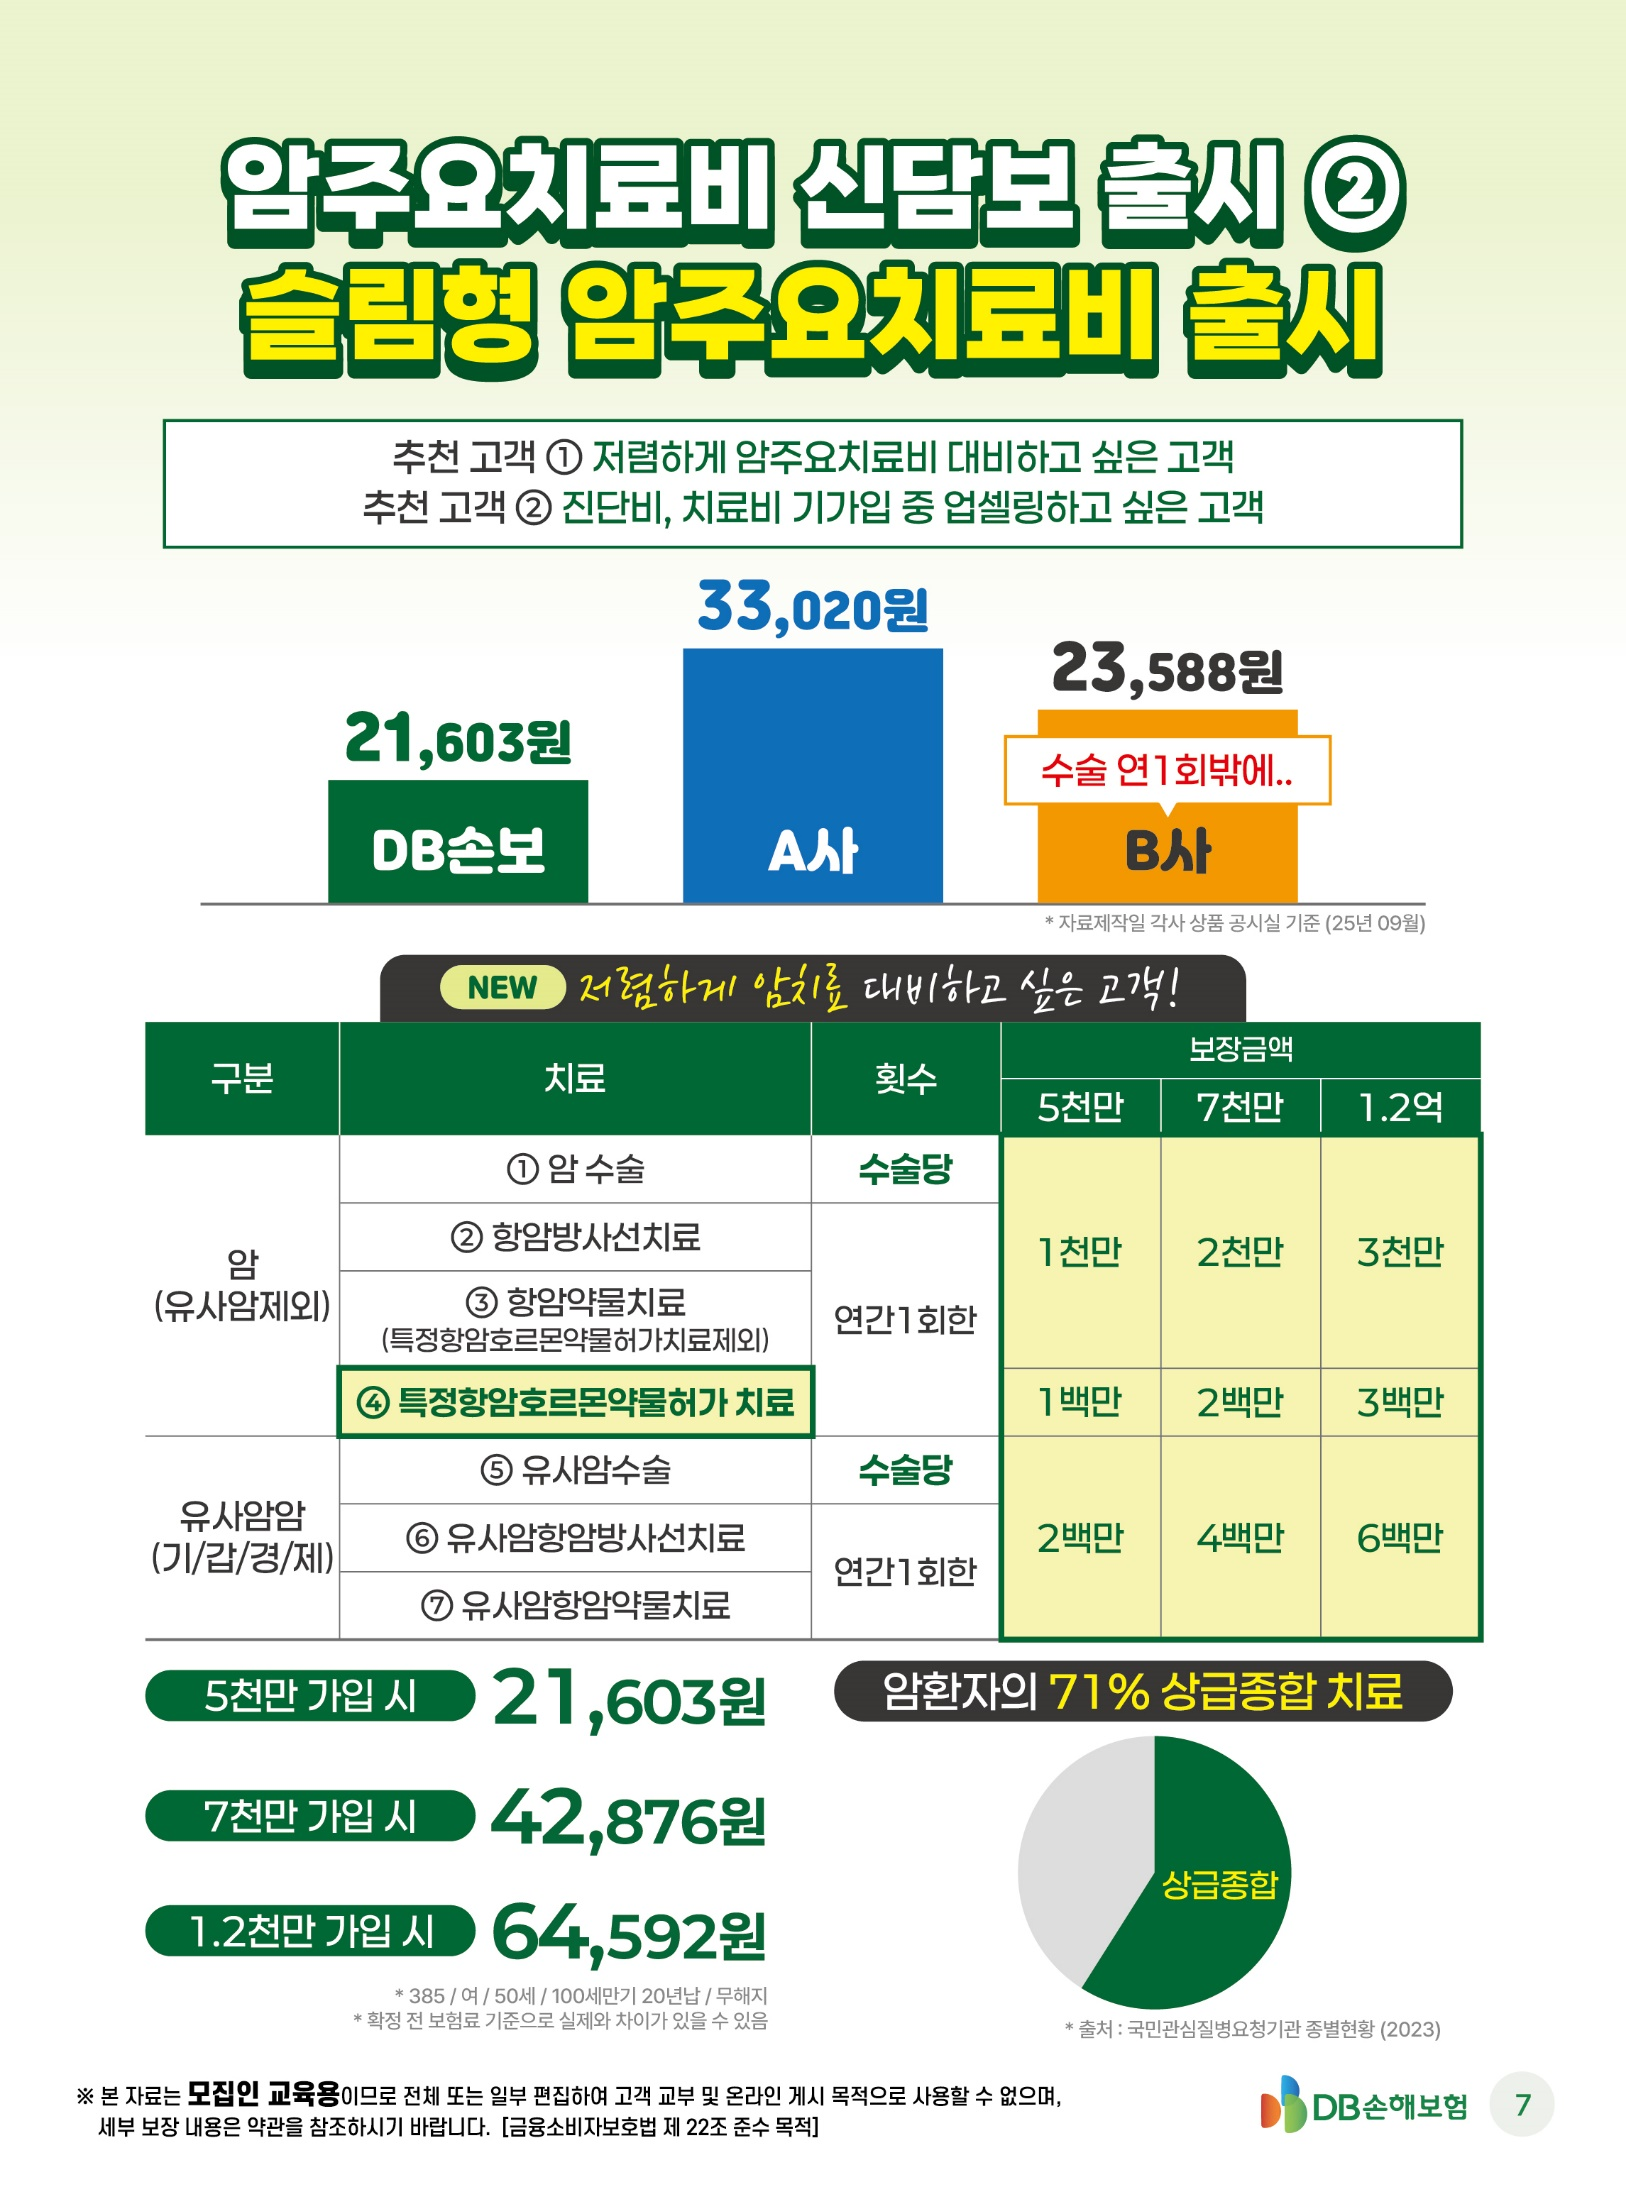 암주요치료비 신담보 출시 ②
슬림형 암주요치료비 출시
추천 고객 ① 저렴하게 암주요치료비 대비하고 싶은 고객
추천 고객 ② 진단비, 치료비 기가입 중 업셀링하고 싶은 고객
21,603원
33,020원
23,588원
수술 연1회밖에..
DB손보
A사
B사
* 자료제작일 각사 상품 공시실 기준 (25년 09월)
NEW 저렴하게 암치료 대비하고 싶은 고객!
구분 치료 횟수 보장금액
5천만 7천만 1.2억
암
(유사암제외)
① 암 수술 수술당
② 항암방사선치료
③ 항암약물치료
(특정항암호르몬약물허가치료제외)
연간1회한
1천만 2천만 3천만
④ 특정항암호르몬약물허가 치료 1백만 2백만 3백만
유사암암
(기/갑/경/제)
⑤ 유사암수술 수술당
⑥ 유사암항암방사선치료
⑦ 유사암항암약물치료
연간1회한
2백만 4백만 6백만
5천만 가입 시 21,603원
7천만 가입 시 42,876원
1.2천만 가입 시 64,592원
* 385 / 여 / 50세 / 100세만기 20년납 / 무해지
* 확정 전 보험료 기준으로 실제와 차이가 있을 수 있음
암환자의 71% 상급종합 치료
상급종합
* 출처 : 국민관심질병요청기관 종별현황 (2023)
※ 본 자료는 모집인 교육용이므로 전체 또는 일부 편집하여 고객 교부 및 온라인 게시 목적으로 사용할 수 없으며,
세부 보장 내용은 약관을 참조하시기 바랍니다. [금융소비자보호법 제 22조 준수 목적]
DB손해보험
7